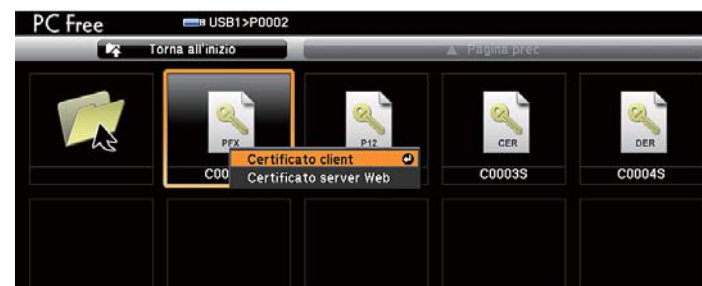 PC Free USB1>P0002
Torna all'inizio Pagina prec
PFX P12 CER DER
Certificato client
C00
Certificato server Web
C0003S C0004S